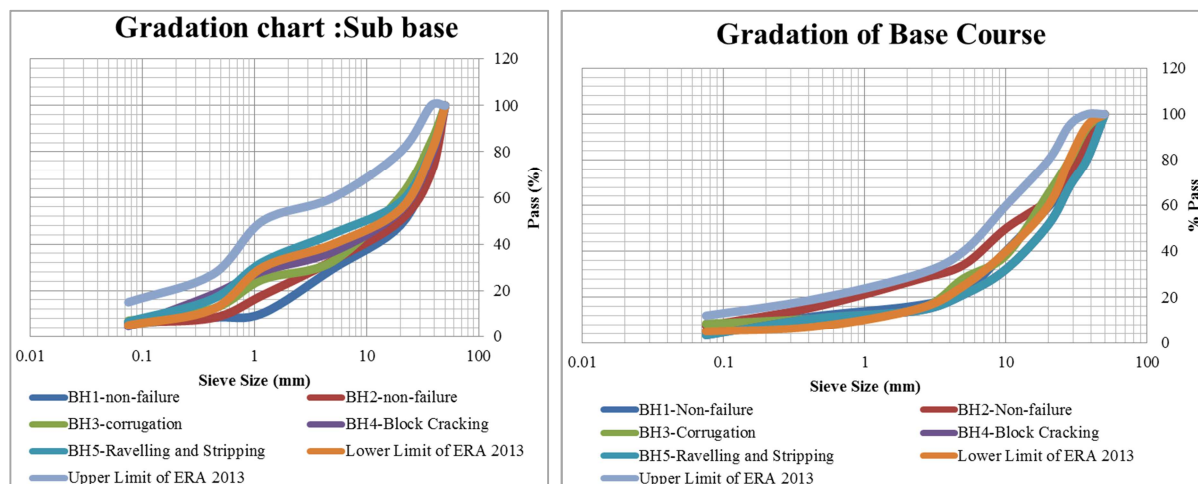 Gradation chart :Sub base
120
100
80
60
40
20
0
Pass (%)
0.01 0.1 1 10 100
Sieve Size (mm)
BH1-non-failure BH2-non-failure
BH3-corrugation BH4-Block Cracking
BH5-Ravelling and Stripping Lower Limit of ERA 2013
Upper Limit of ERA 2013
Gradation of Base Course
120
100
80
60
40
20
0
% Pass
0.01 0.1 1 10 100
Sieve Size (mm)
BH1-Non-failure BH2-Non-failure
BH3-Corrugation BH4-Block Cracking
BH5-Ravelling and Stripping Lower Limit of ERA 2013
Upper Limit of ERA 2013